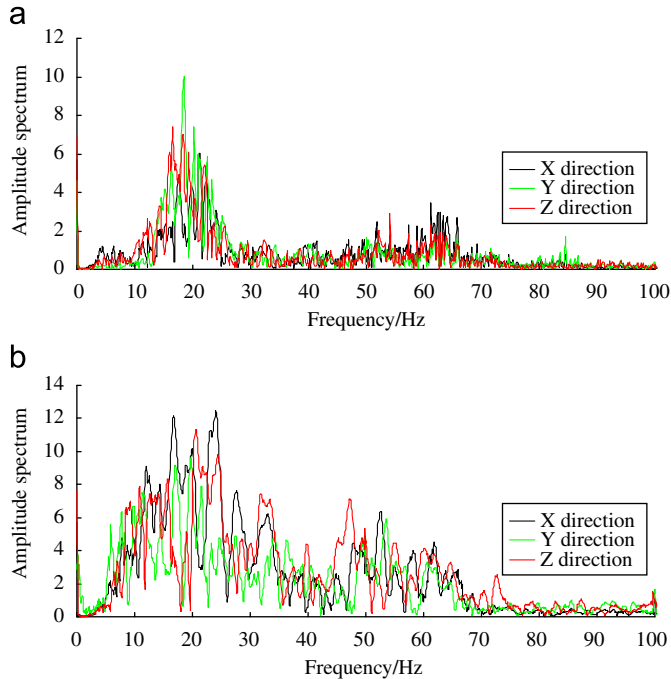 a
12
10
8
6
4
2
0
Amplitude spectrum
X direction
Y direction
Z direction
0 10 20 30 40 50 60 70 80 90 100
Frequency/Hz
b
14
12
10
8
6
4
2
0
Amplitude spectrum
X direction
Y direction
Z direction
0 10 20 30 40 50 60 70 80 90 100
Frequency/Hz